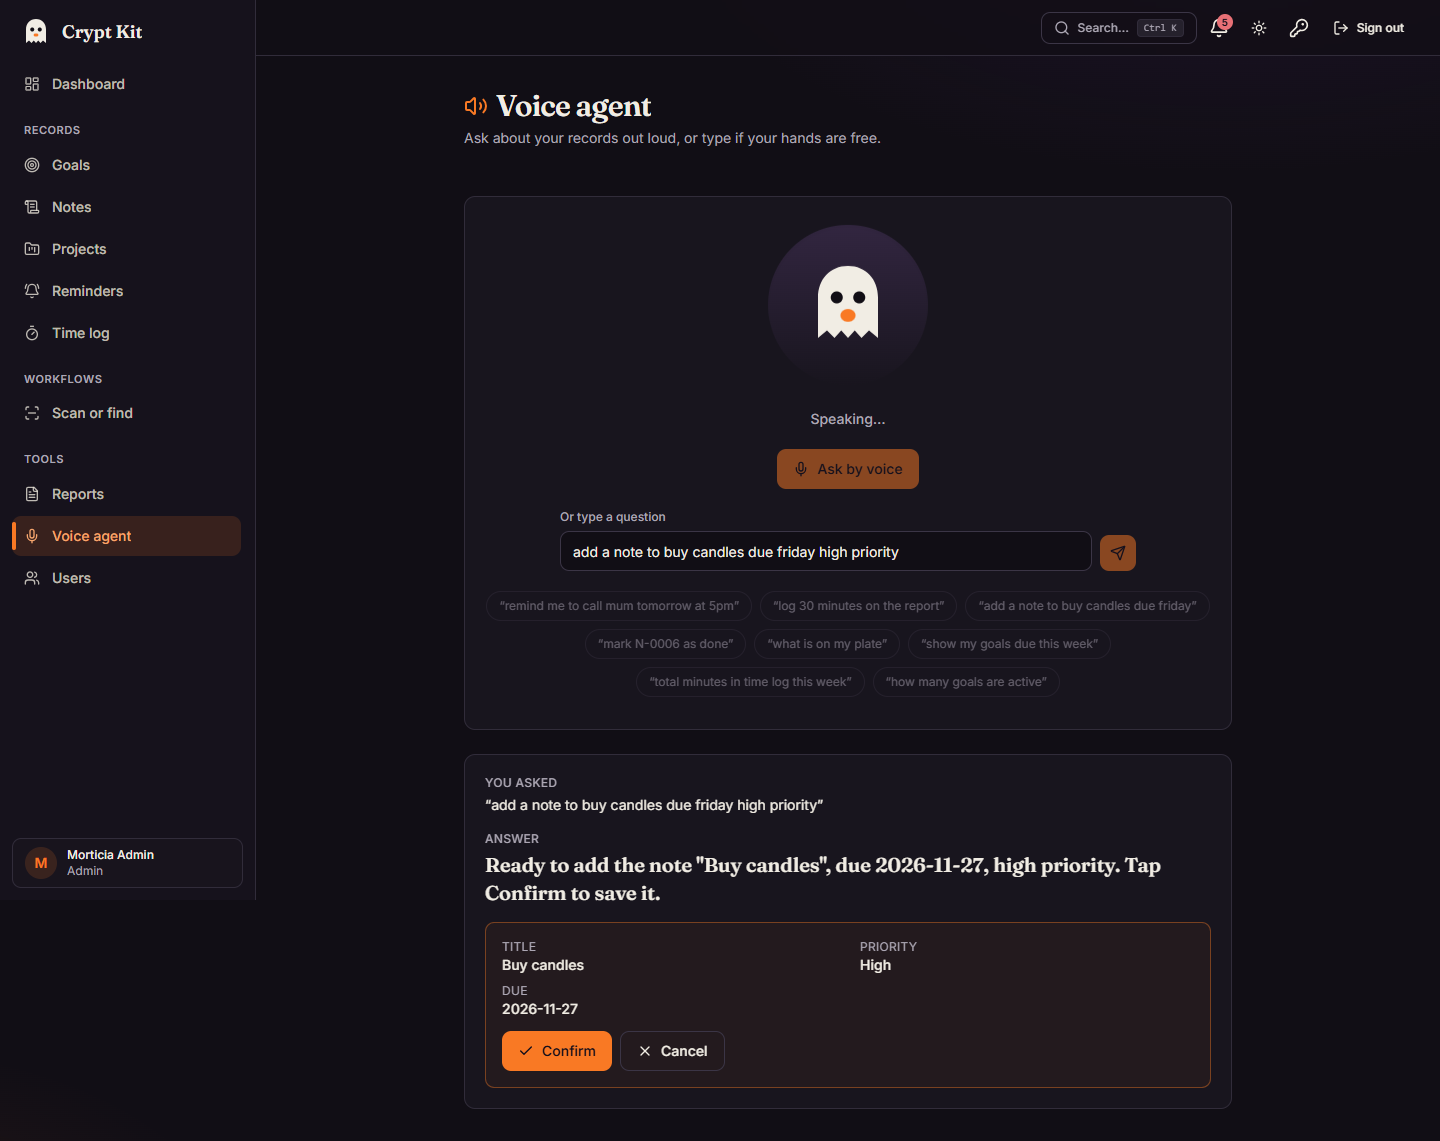 Crypt Kit
Search... Ctrl K
5
Sign out
Dashboard
RECORDS
Goals
Notes
Projects
Reminders
Time log
WORKFLOWS
Scan or find
TOOLS
Reports
Voice agent
Users
M
Morticia Admin
Admin
Voice agent
Ask about your records out loud, or type if your hands are free.
Speaking...
Ask by voice
Or type a question
add a note to buy candles due friday high priority
"remind me to call mum tomorrow at 5pm" "log 30 minutes on the report" "add a note to buy candles due friday"
"mark N-0006 as done" "what is on my plate" "show my goals due this week"
"total minutes in time log this week" "how many goals are active"
YOU ASKED
"add a note to buy candles due friday high priority"
ANSWER
Ready to add the note "Buy candles", due 2026-11-27, high priority. Tap
Confirm to save it.
TITLE
Buy candles
PRIORITY
High
DUE
2026-11-27
Confirm
Cancel